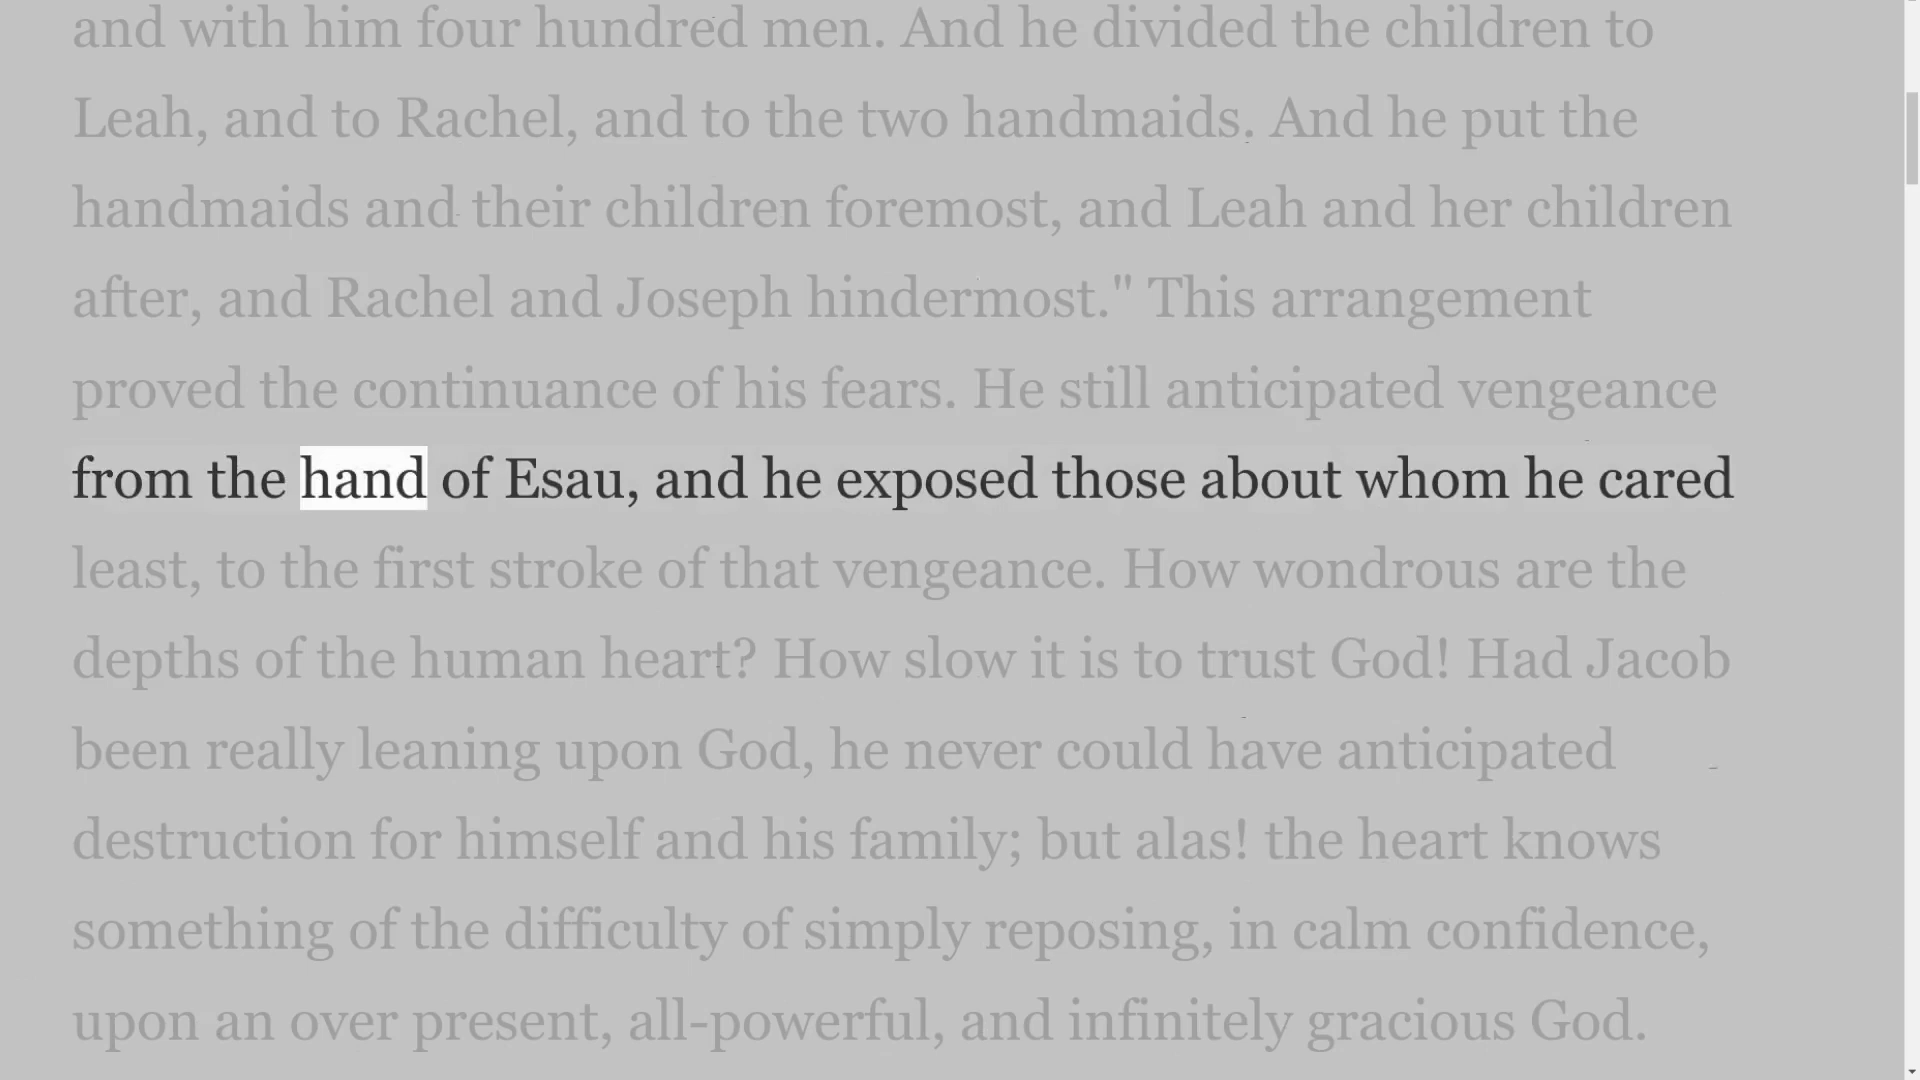 and with him four hundred men. And he divided the children to
Leah, and to Rachel, and to the two handmaids. And he put the
handmaids and their children foremost, and Leah and her children
after, and Rachel and Joseph hindermost." This arrangement
proved the continuance of his fears. He still anticipated vengeance
from the hand of Esau, and he exposed those about whom he cared
least, to the first stroke of that vengeance. How wondrous are the
depths of the human heart? How slow it is to trust God! Had Jacob
been really leaning upon God, he never could have anticipated
destruction for himself and his family; but alas! the heart knows
something of the difficulty of simply reposing, in calm confidence,
upon an over present, all-powerful, and infinitely gracious God.